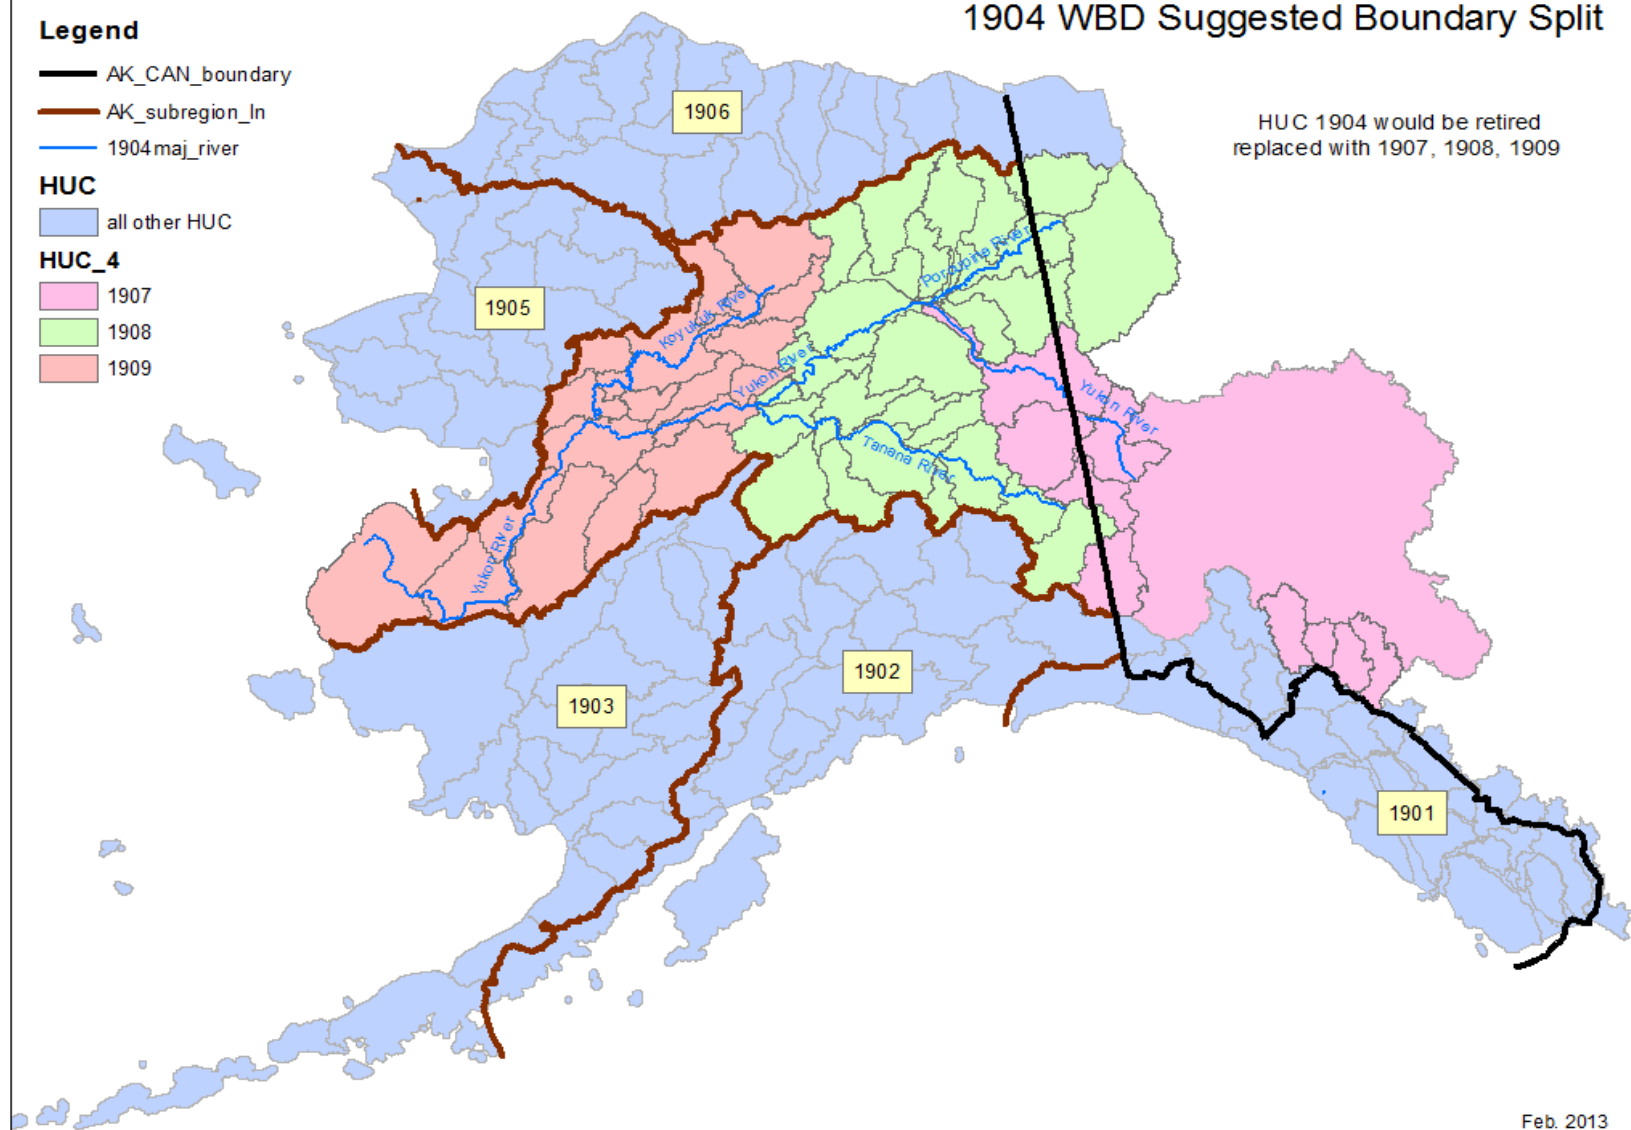 1904 WBD Suggested Boundary Split
Legend
AK_CAN_boundary
AK_subregion_ln
1904maj_river
HUC
all other HUC
HUC_4
1907
1908
1909
HUC 1904 would be retired
replaced with 1907, 1908, 1909
1906
1905
Porcupine River
Koyukuk River
Yukon River
Yukon River
Tanana River
Yukon River
1902
1903
1901
Feb. 2013